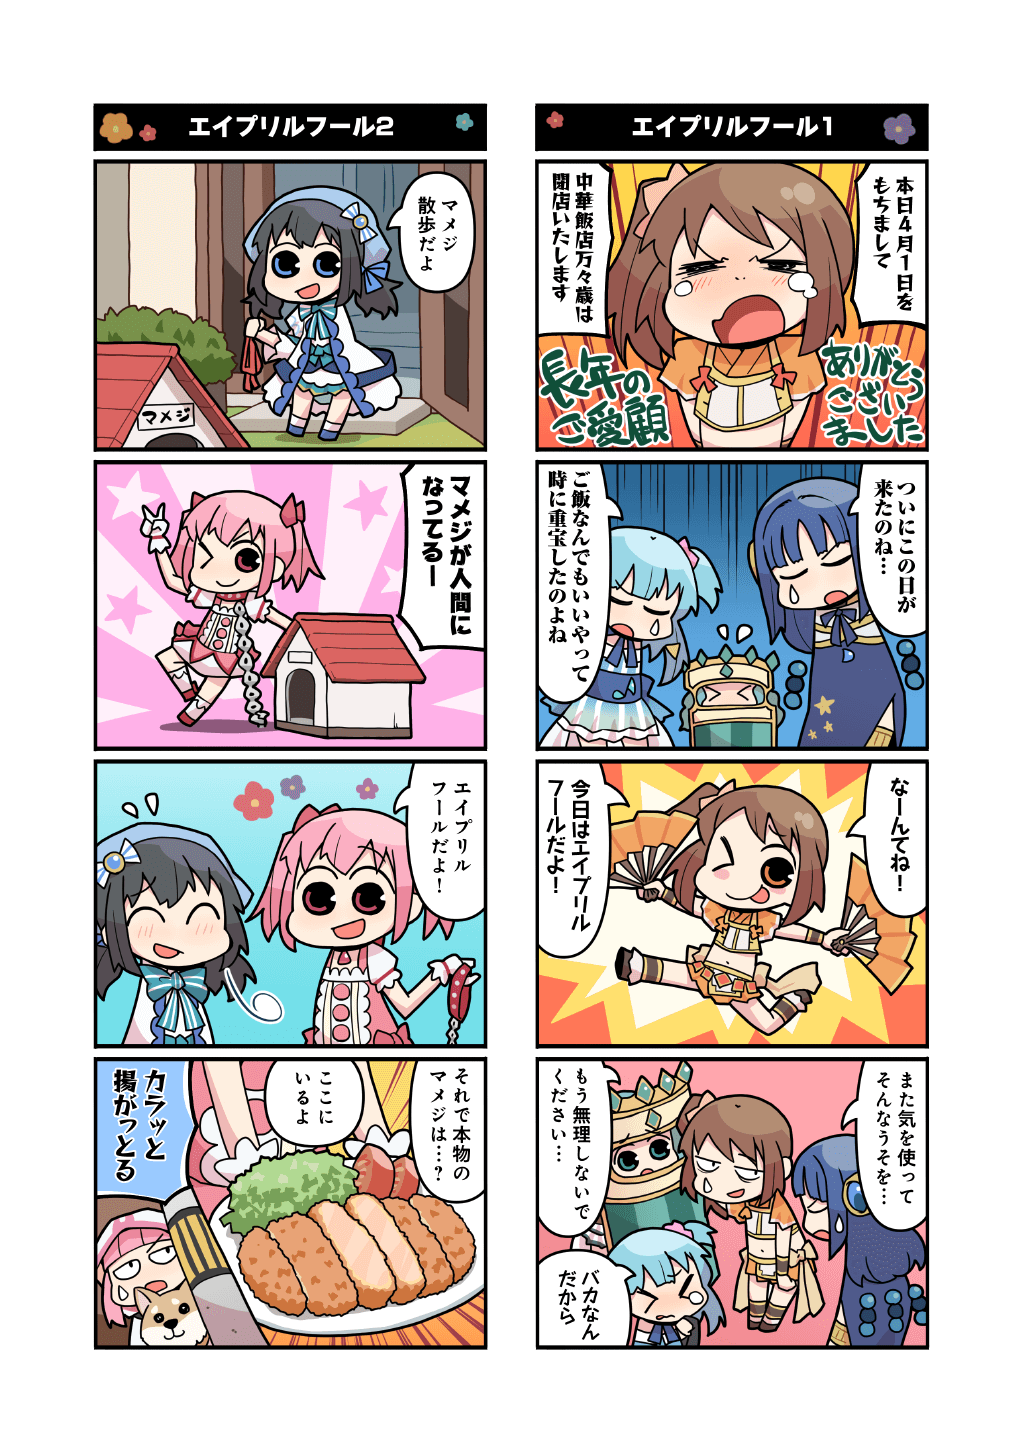 エイプリルフール1
本日4月1日を
もちまして
中華飯店万々歳は
閉店いたします
長年の
ご愛顧
ありがとう
ござい
まーした
ついにこの日が
来たのね…
ご飯なんでもいいやって
時に重宝したのよね
なーんてね！
今日はエイプリル
フールだよ！
また気を使って
そんなうそを…
もう無理しないで
ください…
バカなん
だから
エイプリルフール2
マメジ
散歩だよ
マメジ
マメジが人間に
なってるー
エイプリル
フールだよ！
それで本物の
マメジは…？
ここに
いるよ
カラッと
揚がっとる